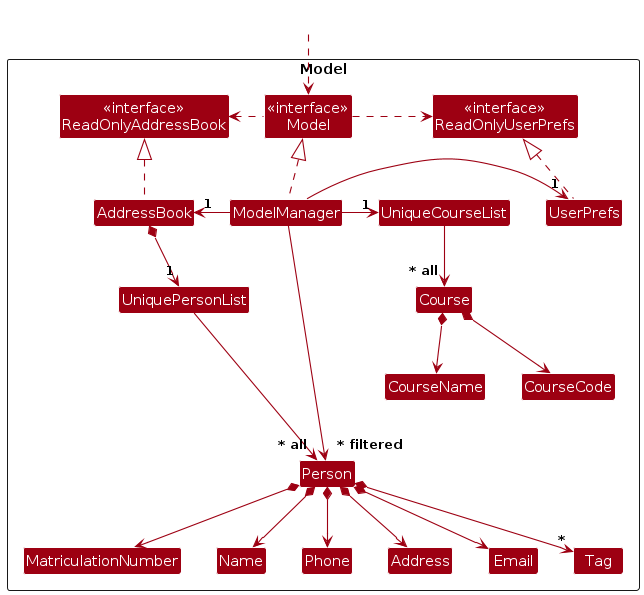 Model
«interface»
ReadOnlyAddressBook
«interface»
Model
«interface»
ReadOnlyUserPrefs
1
AddressBook
1
ModelManager
1
UniqueCourseList
1
UserPrefs
1
UniquePersonList
* all
Course
CourseName
CourseCode
* all
* filtered
Person
MatriculationNumber
Name
Phone
Address
Email
*
Tag